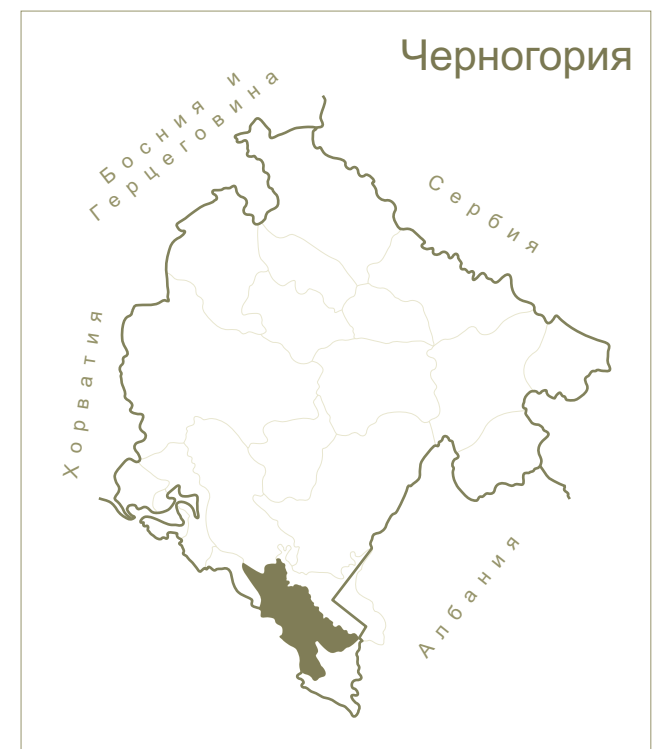 Черногория
Босния и
Герцеговина
Сербия
Хорватия
Албания